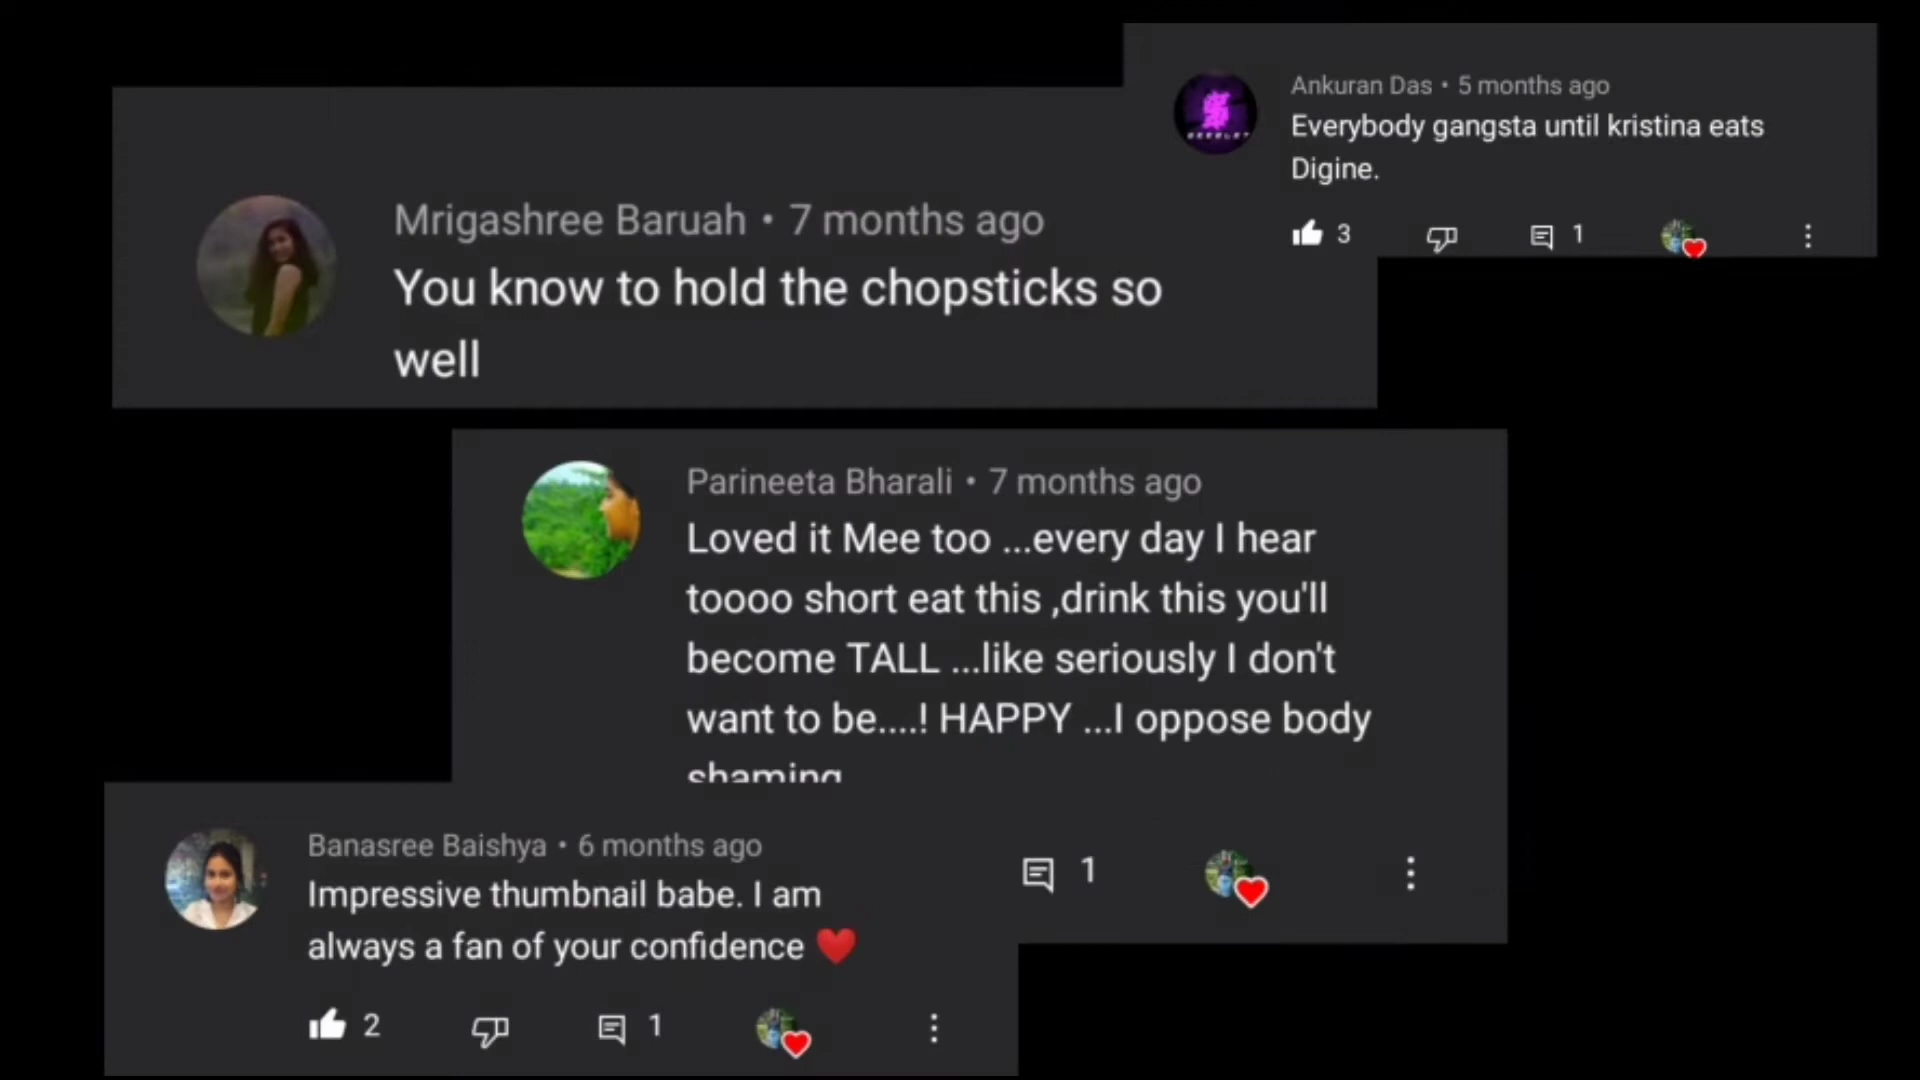 Ankuran Das • 5 months ago
Everybody gangsta until kristina eats
Digine.
3
1
Mrigashree Baruah • 7 months ago
You know to hold the chopsticks so
well
Parineeta Bharali • 7 months ago
Loved it Mee too ...every day I hear
toooo short eat this ,drink this you'll
become TALL ...like seriously I don't
want to be....! HAPPY ...I oppose body
shaming
1
Banasree Baishya • 6 months ago
Impressive thumbnail babe. I am
always a fan of your confidence ❤️
2
1